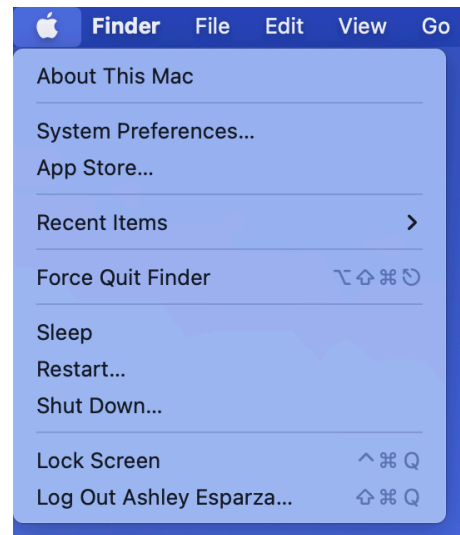 Finder File Edit View Go
About This Mac
System Preferences...
App Store...
Recent Items
Force Quit Finder ⌥⇧⌘⎋
Sleep
Restart...
Shut Down...
Lock Screen ^⌘Q
Log Out Ashley Esparza... ⇧⌘Q